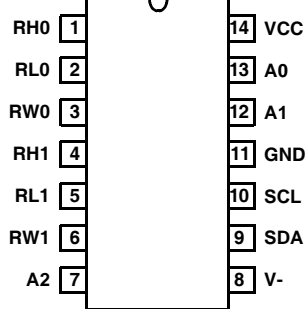 RH0 1 14 VCC
RL0 2 13 A0
RW0 3 12 A1
RH1 4 11 GND
RL1 5 10 SCL
RW1 6 9 SDA
A2 7 8 V-